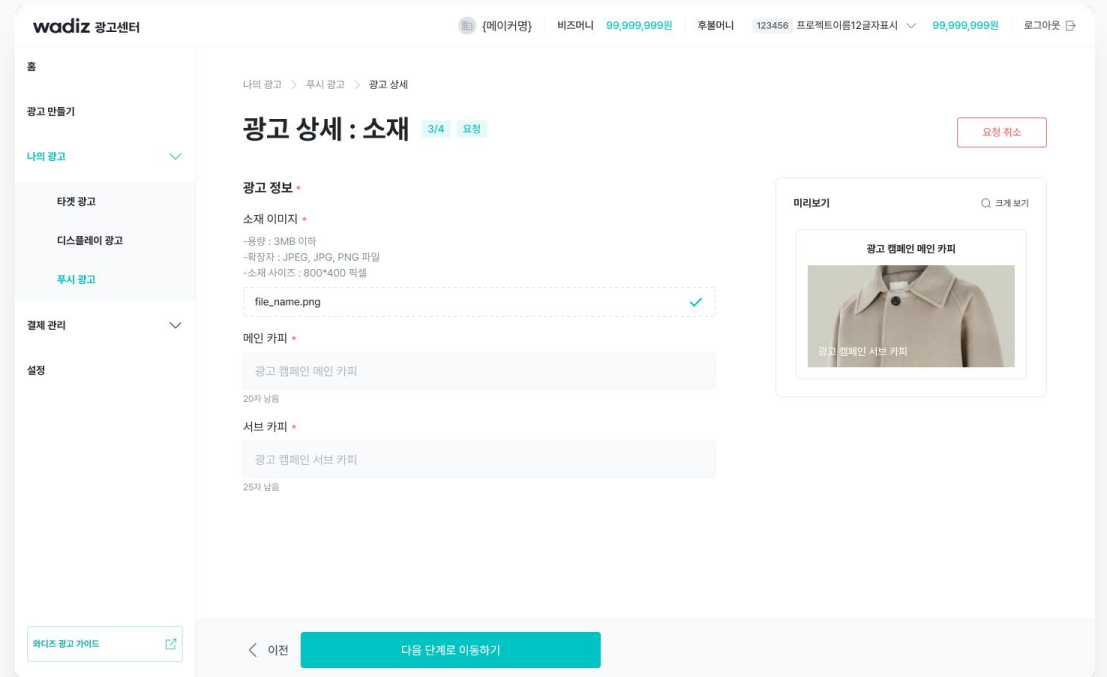 wadiz 광고센터
{메이커명}
비즈머니 99,999,999원
후불머니 123456 프로젝트이름12글자표시 99,999,999원
로그아웃
홈
광고 만들기
나의 광고
타겟 광고
디스플레이 광고
푸시 광고
결제 관리
설정
와디즈 광고 가이드
나의 광고 > 푸시 광고 > 광고 상세
광고 상세 : 소재 3/4 요청
요청 취소
광고 정보 *
소재 이미지 *
-용량 : 3MB 이하
-확장자 : JPEG, JPG, PNG 파일
-소재 사이즈 : 800*400 픽셀
file_name.png
메인 카피 *
광고 캠페인 메인 카피
20자 남음
서브 카피 *
광고 캠페인 서브 카피
25자 남음
미리보기
크게 보기
광고 캠페인 메인 카피
광고 캠페인 서브 카피
이전
다음 단계로 이동하기